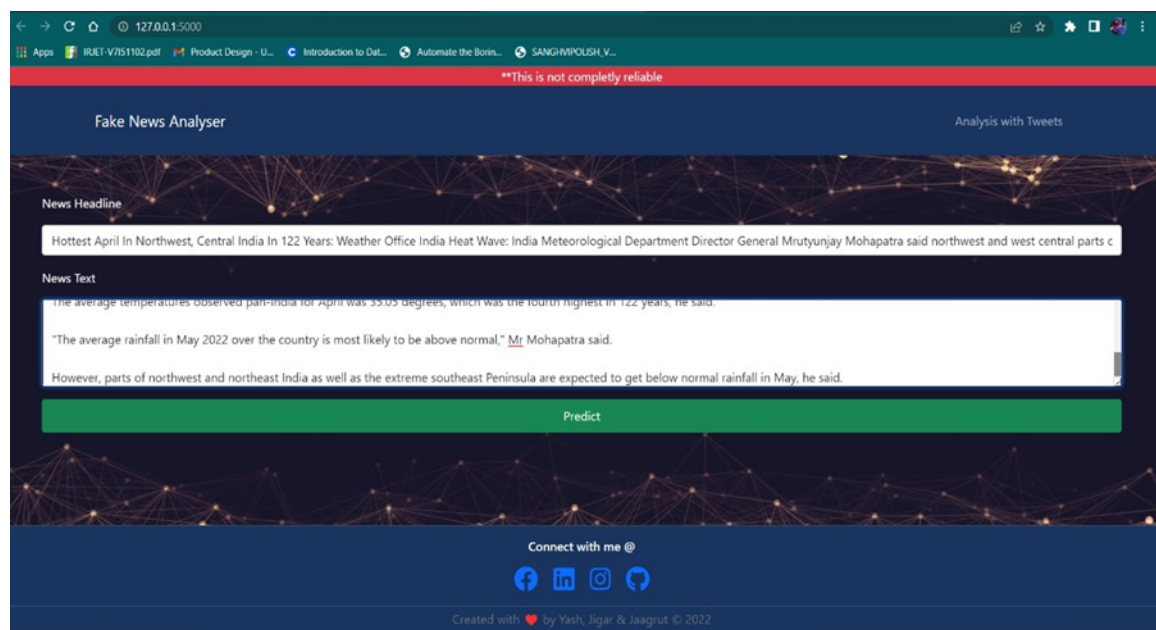 127.0.0.1:5000
Apps IRJET-V7I51102.pdf Product Design - U... Introduction to Dat... Automate the Borin... SANGHVIPOLISH_V...
**This is not completly reliable
Fake News Analyser Analysis with Tweets
News Headline
Hottest April In Northwest, Central India In 122 Years: Weather Office India Heat Wave: India Meteorological Department Director General Mrutyunjay Mohapatra said northwest and west central parts c
News Text
The average temperatures observed pan-India for April was 35.05 degrees, which was the fourth highest in 122 years, he said.
"The average rainfall in May 2022 over the country is most likely to be above normal," Mr Mohapatra said.
However, parts of northwest and northeast India as well as the extreme southeast Peninsula are expected to get below normal rainfall in May, he said.
Predict
Connect with me @
Created with ❤ by Yash, Jigar & Jaagrut © 2022